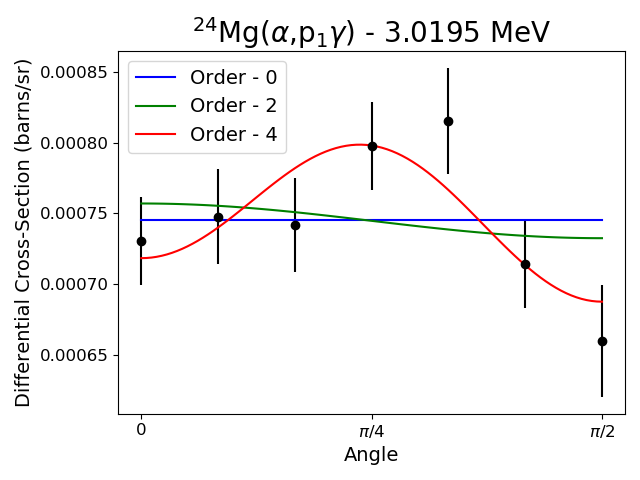 ²⁴Mg(α,p₁γ) - 3.0195 MeV
Order - 0
Order - 2
Order - 4
Differential Cross-Section (barns/sr)
0.00085
0.00080
0.00075
0.00070
0.00065
0
π/4
π/2
Angle